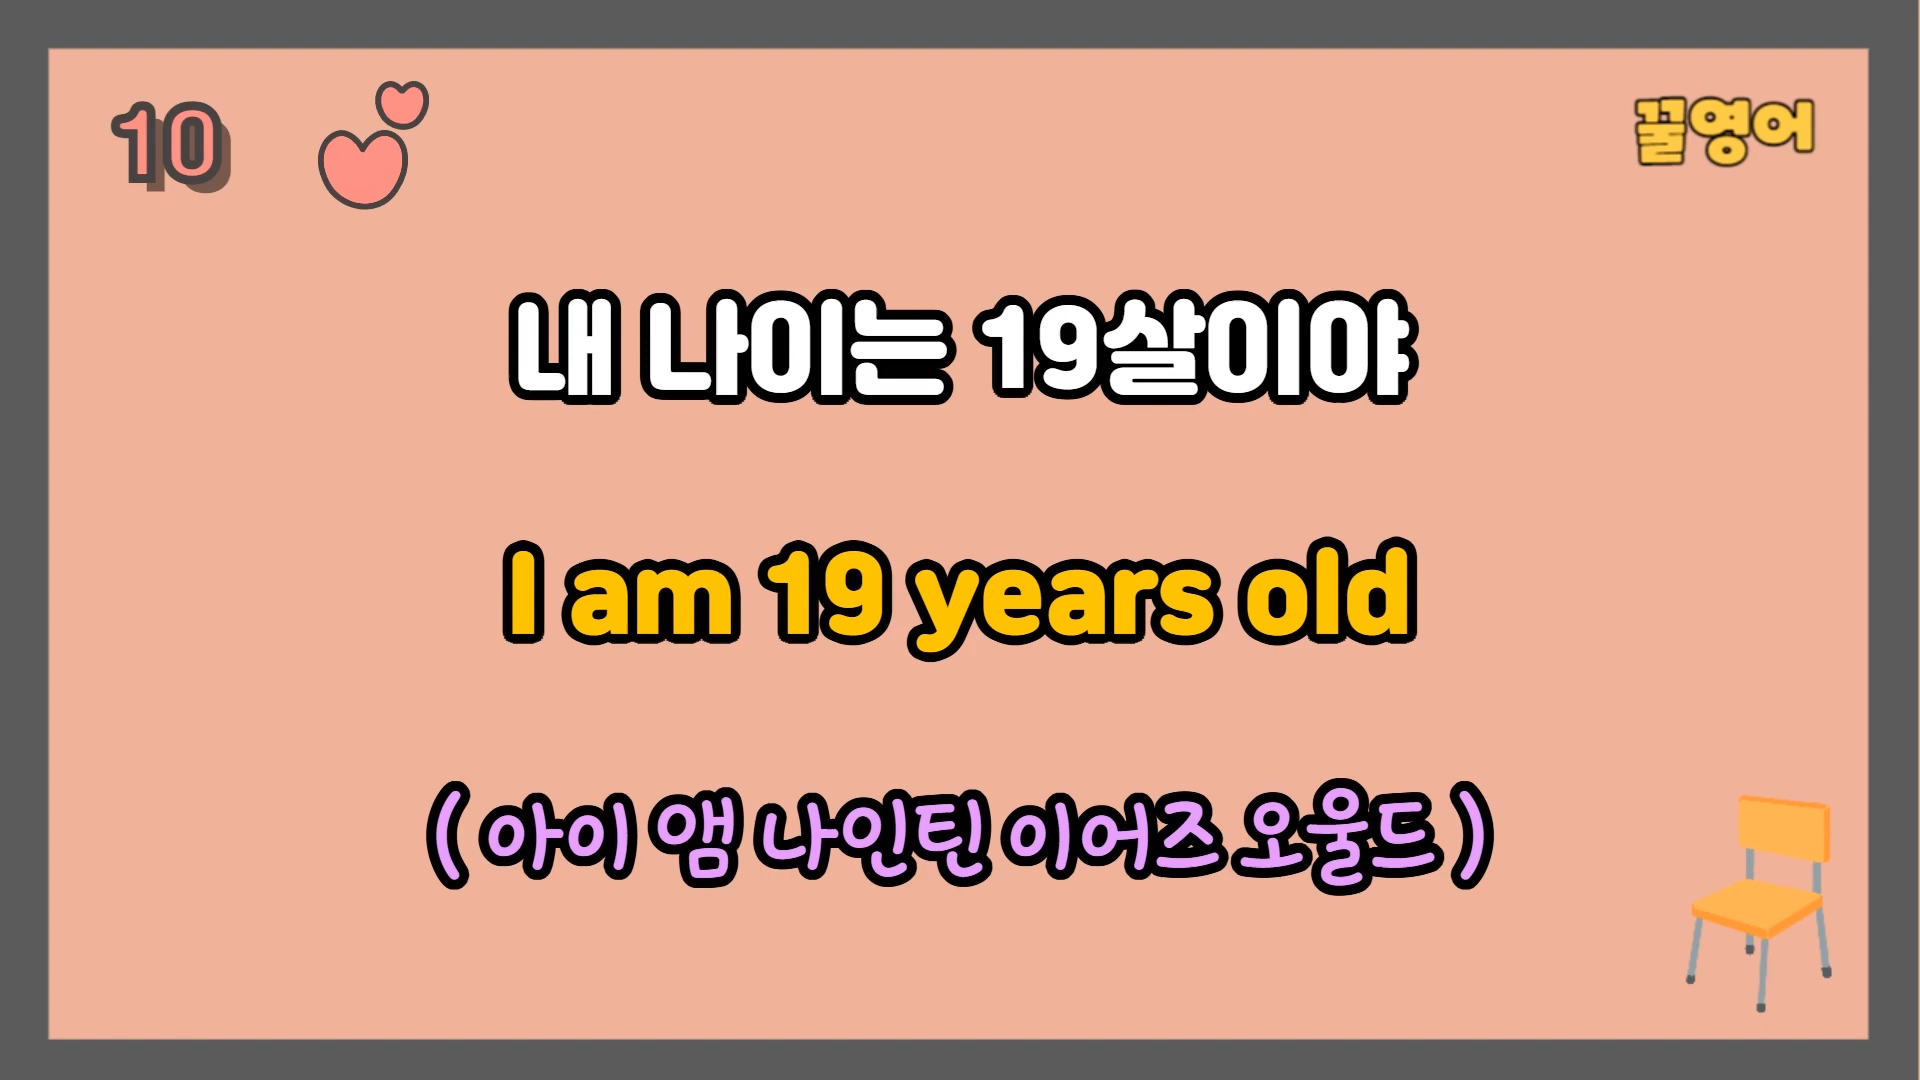 10
꿀영어
내 나이는 19살이야
I am 19 years old
( 아이 앰 나인틴 이어즈 오울드 )